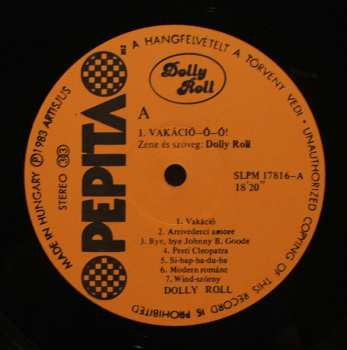 A HANGFELVÉTELT A TÖRVÉNY VÉDI · UNAUTHORIZED COPYING OF THIS RECORD IS PROHIBITED
MADE IN HUNGARY Ⓟ 1983 ARTISJUS
STEREO 33
PEPITA
Dolly
Roll
A
1. VAKÁCIÓ-Ó-Ó!
Zene és szöveg: Dolly Roll
SLPM 17816-A
18'20"
1. Vakáció
2. Arrivederci amore
3. Bye, bye Johnny B. Goode
4. Pesti Cleopatra
5. Si-bap-ba-du-ba
6. Modern románc
7. Wind-szörny
DOLLY ROLL